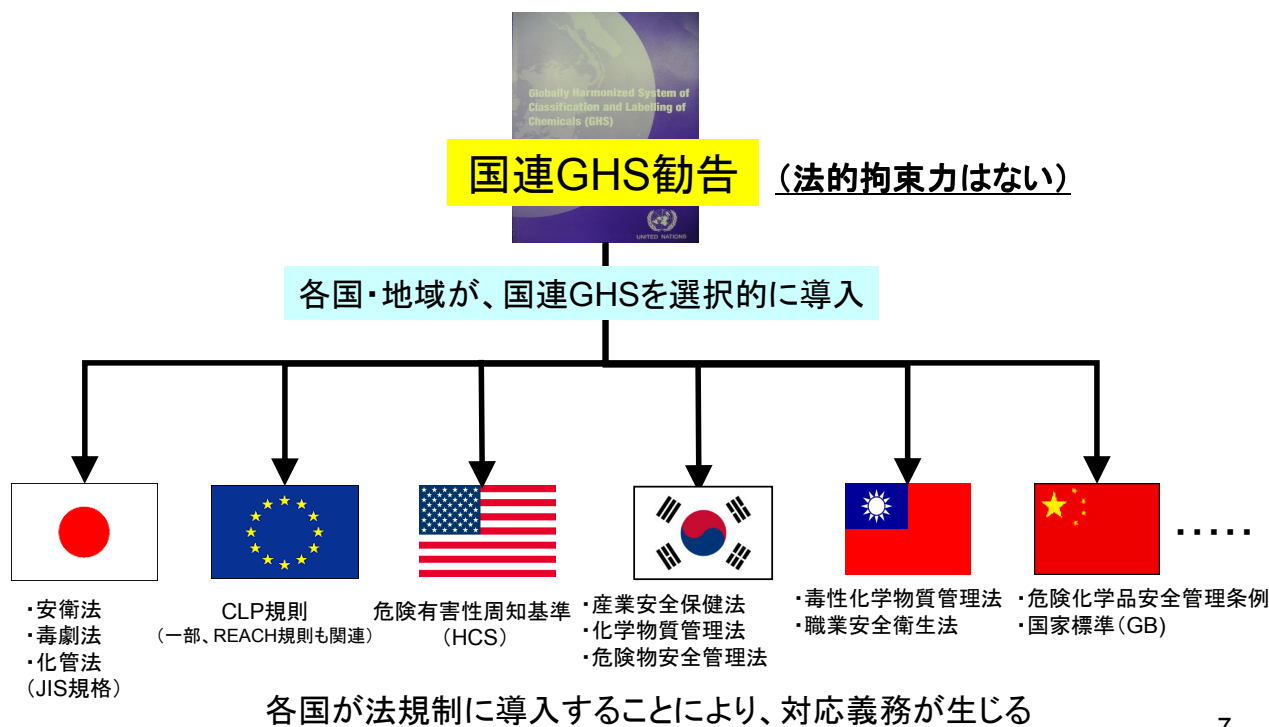 Globally Harmonized System of
Classification and Labelling of
Chemicals (GHS)
国連GHS勧告
（法的拘束力はない）
UNITED NATIONS
各国・地域が、国連GHSを選択的に導入
・安衛法
・毒劇法
・化管法
（JIS規格）
CLP規則
（一部、REACH規則も関連）
危険有害性周知基準
（HCS）
・産業安全保健法
・化学物質管理法
・危険物安全管理法
・毒性化学物質管理法
・職業安全衛生法
・危険化学品安全管理条例
・国家標準（GB)
・・・・・
各国が法規制に導入することにより、対応義務が生じる
7